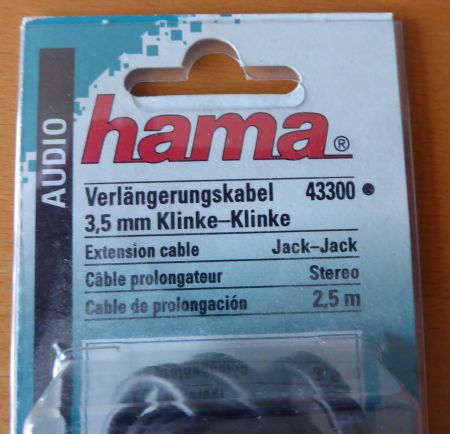 AUDIO
hama®
Verlängerungskabel 43300 ●
3,5 mm Klinke–Klinke
Extension cable Jack–Jack
Câble prolongateur Stereo
Cable de prolongación 2,5 m